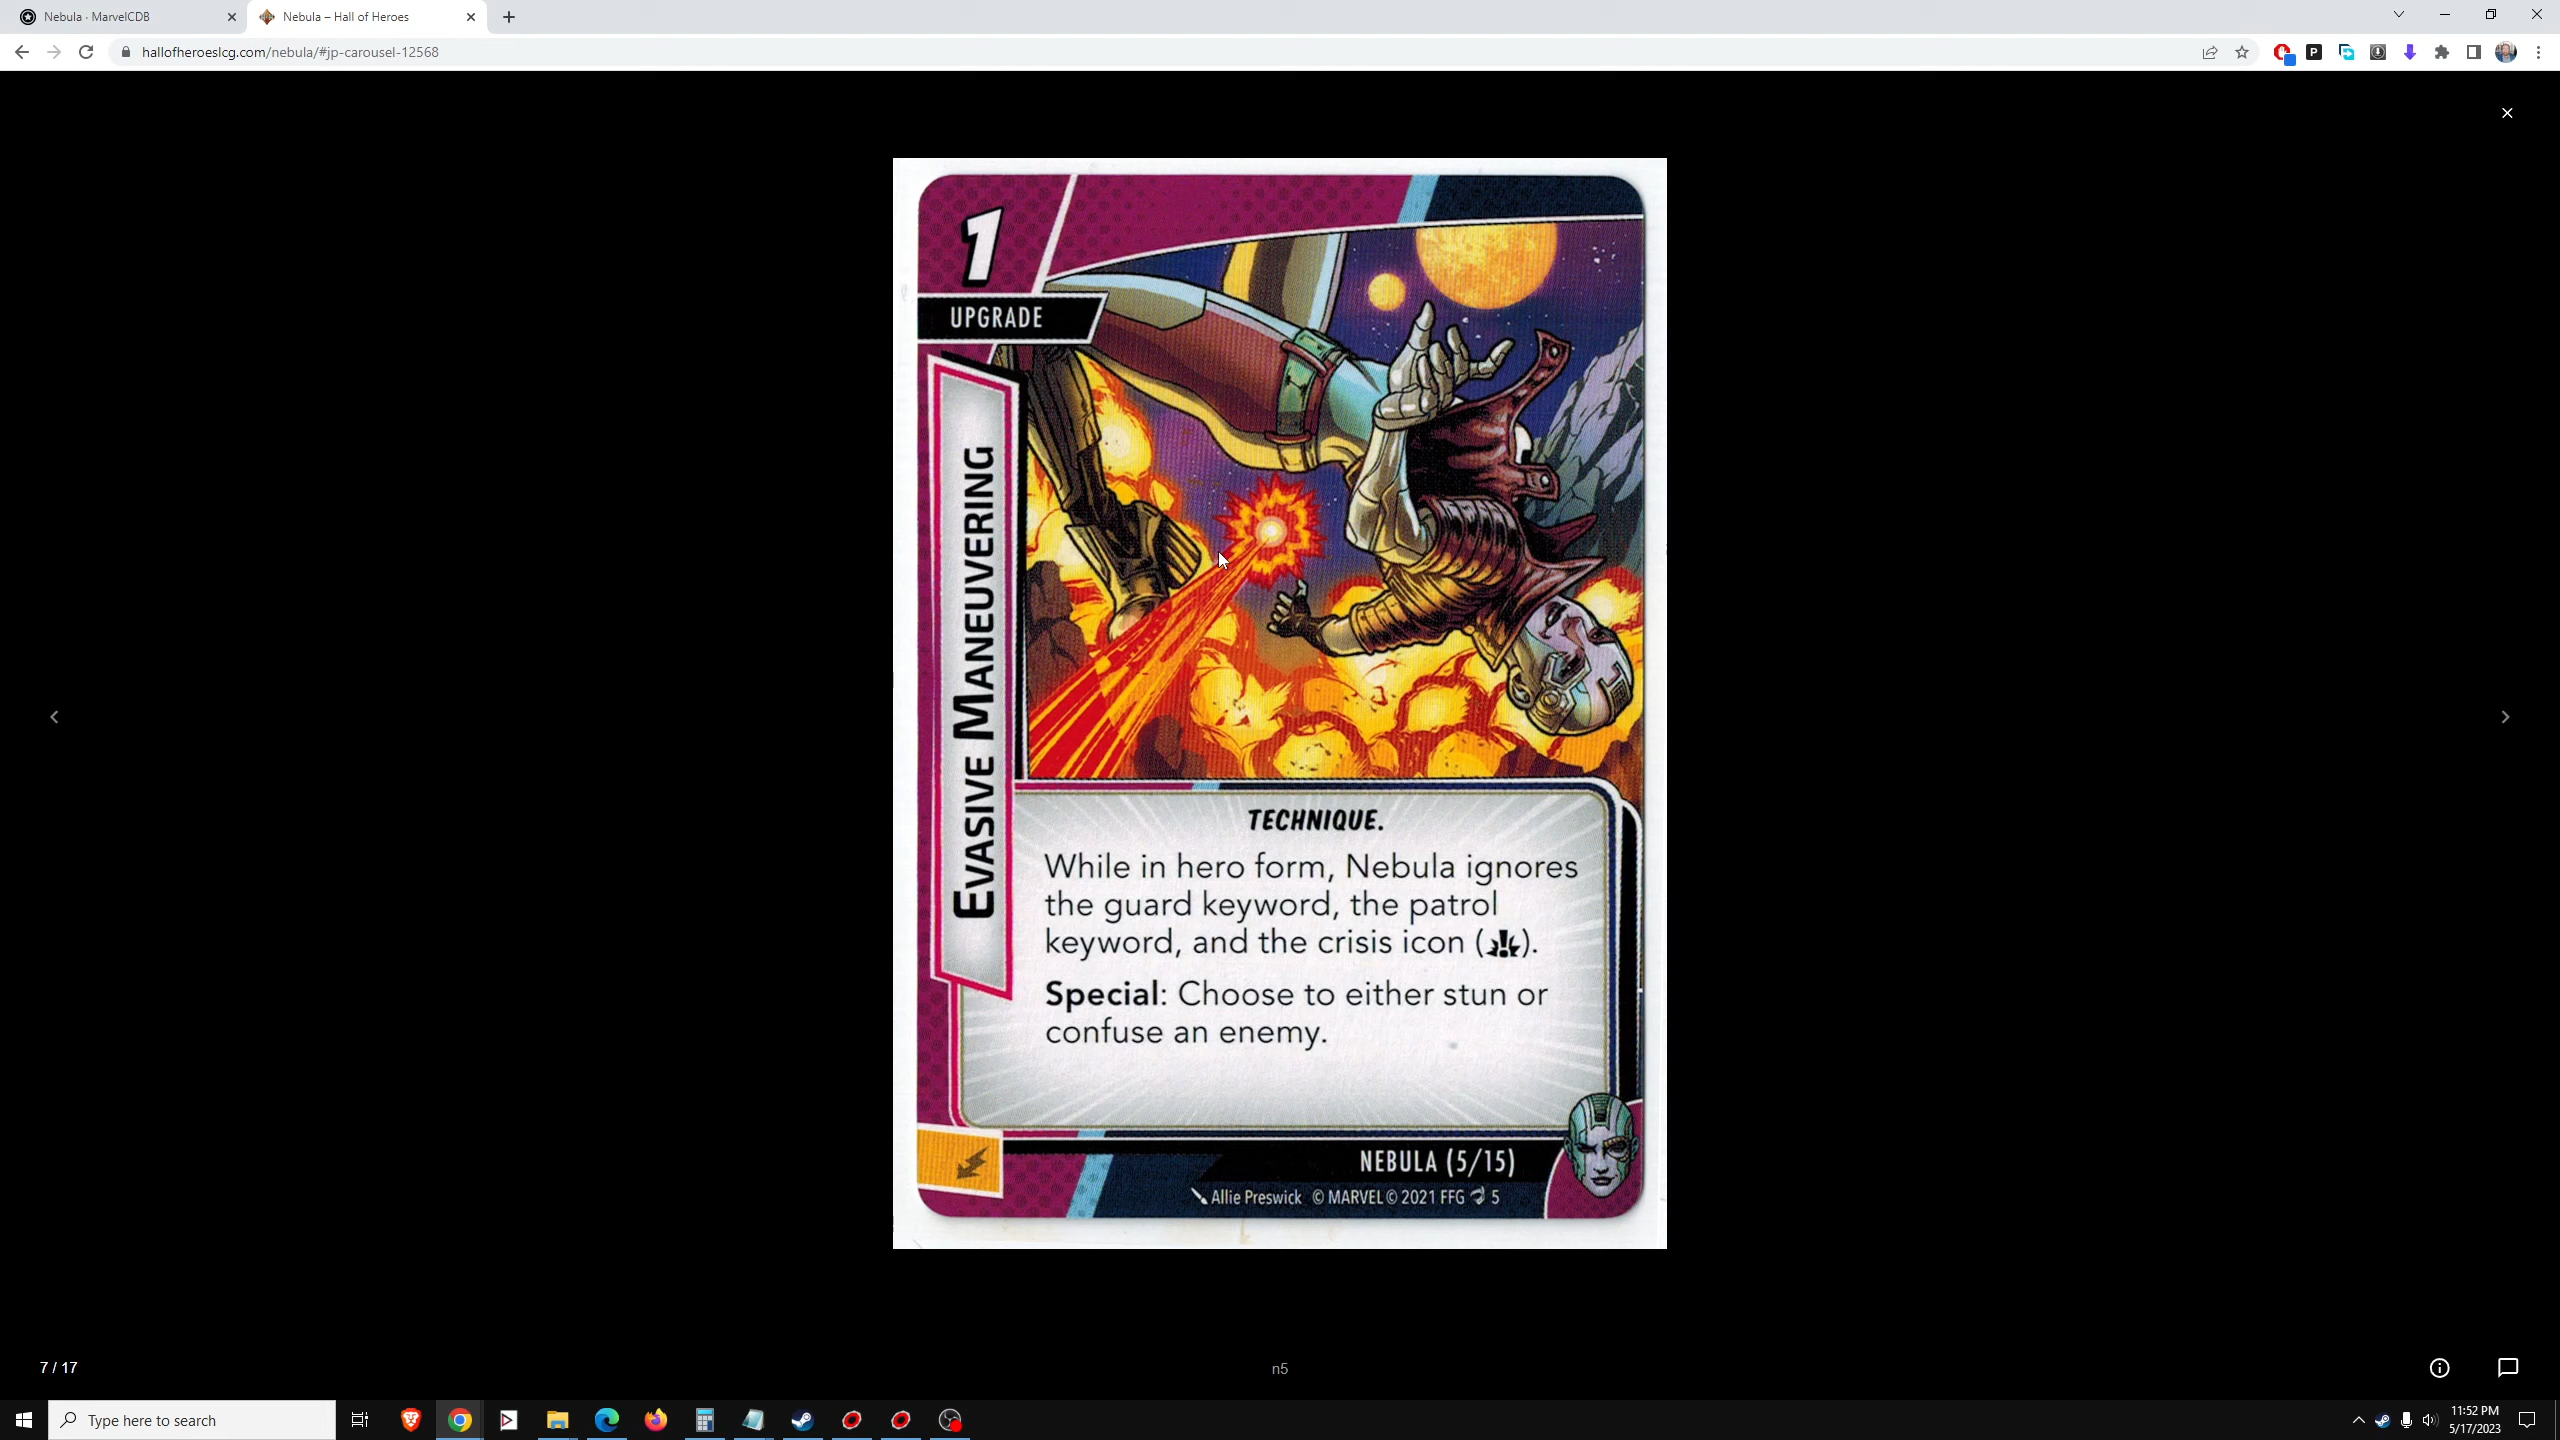 Nebula · MarvelCDB
Nebula – Hall of Heroes
hallofheroeslcg.com/nebula/#jp-carousel-12568
1
UPGRADE
EVASIVE MANEUVERING
TECHNIQUE.
While in hero form, Nebula ignores
the guard keyword, the patrol
keyword, and the crisis icon ( ).
Special: Choose to either stun or
confuse an enemy.
NEBULA (5/15)
Allie Preswick © MARVEL © 2021 FFG 5
7 / 17
n5
Type here to search
11:52 PM
5/17/2023